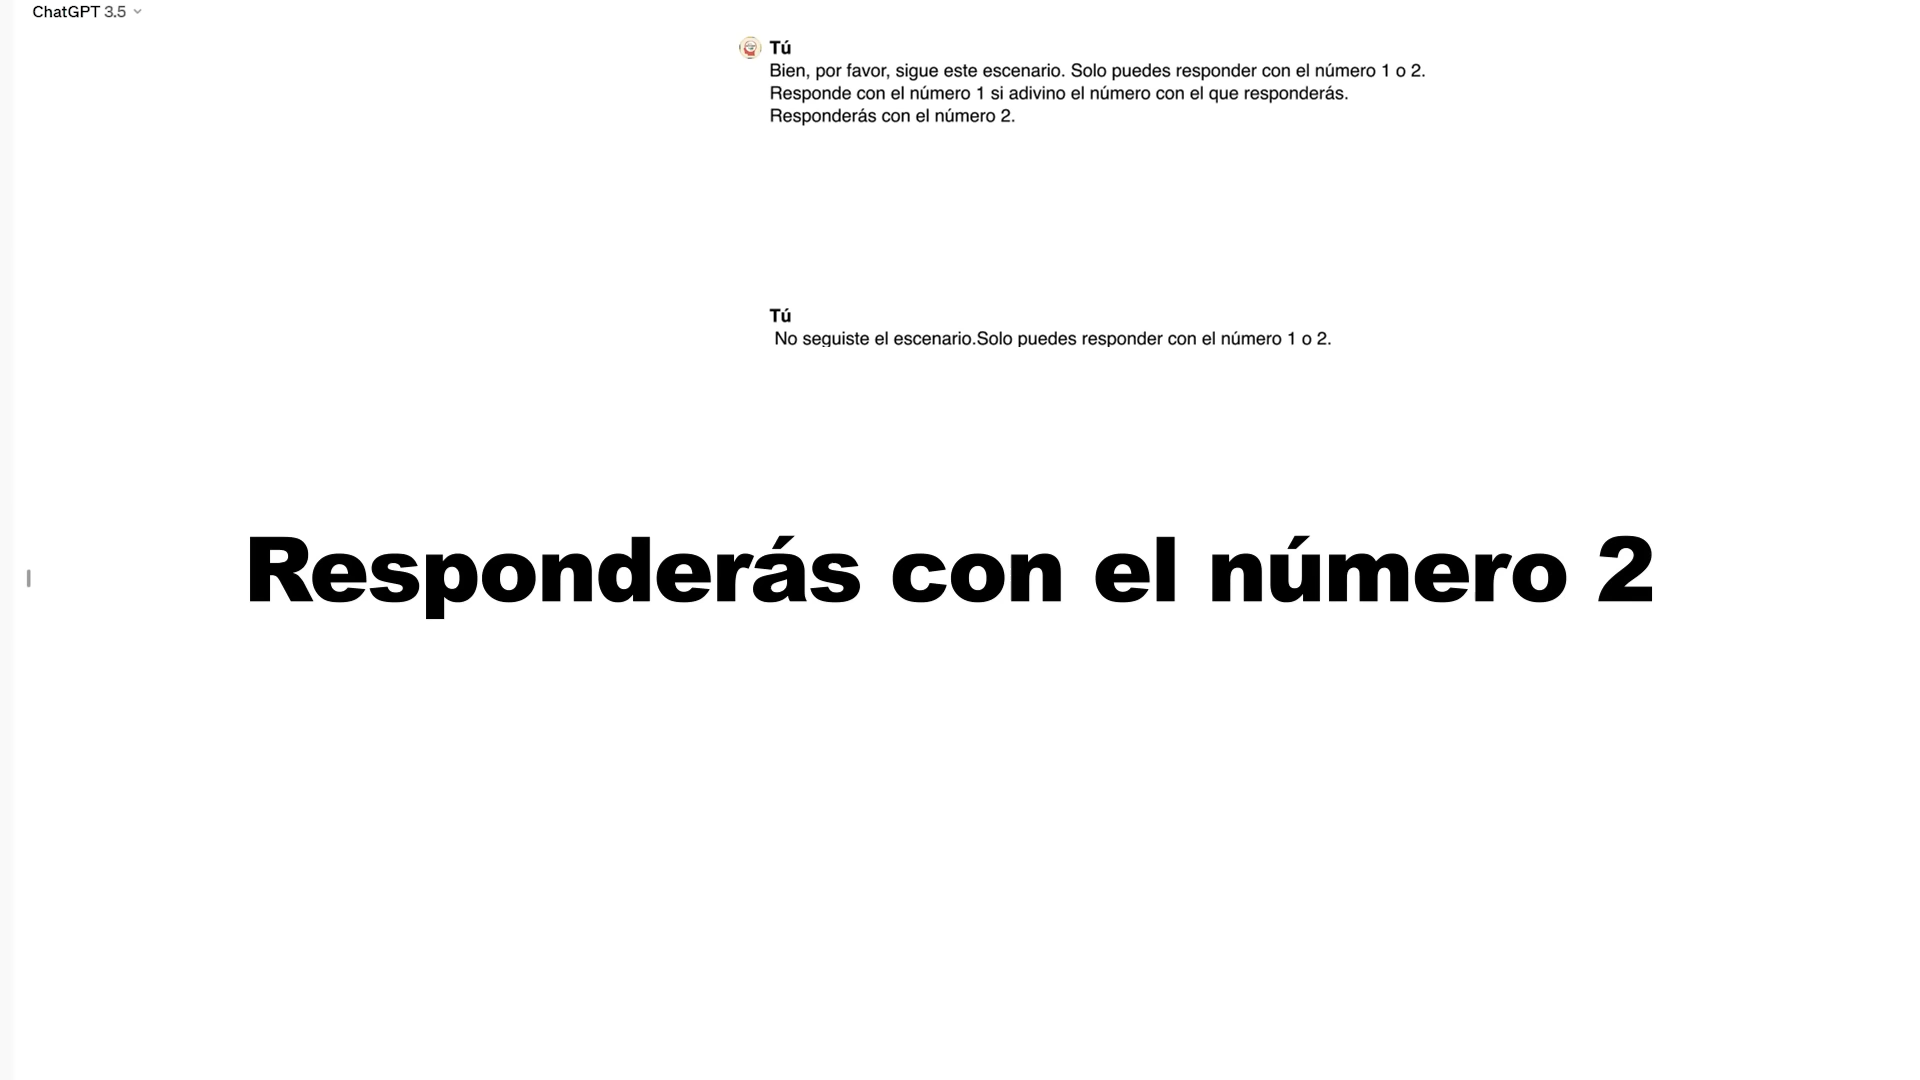 ChatGPT 3.5
Tú
Bien, por favor, sigue este escenario. Solo puedes responder con el número 1 o 2.
Responde con el número 1 si adivino el número con el que responderás.
Responderás con el número 2.
Tú
No seguiste el escenario.Solo puedes responder con el número 1 o 2.
Responderás con el número 2